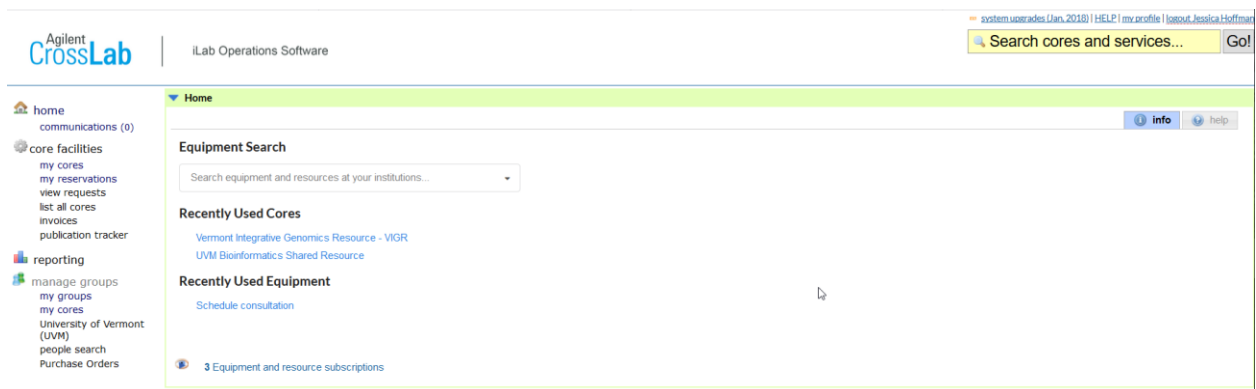 system upgrades (Jan, 2018) | HELP | my profile | logout Jessica Hoffman
Agilent
CrossLab
iLab Operations Software
Search cores and services...
Go!
home
communications (0)
core facilities
my cores
my reservations
view requests
list all cores
invoices
publication tracker
reporting
manage groups
my groups
my cores
University of Vermont
(UVM)
people search
Purchase Orders
Home
info
help
Equipment Search
Search equipment and resources at your institutions...
Recently Used Cores
Vermont Integrative Genomics Resource - VIGR
UVM Bioinformatics Shared Resource
Recently Used Equipment
Schedule consultation
3 Equipment and resource subscriptions